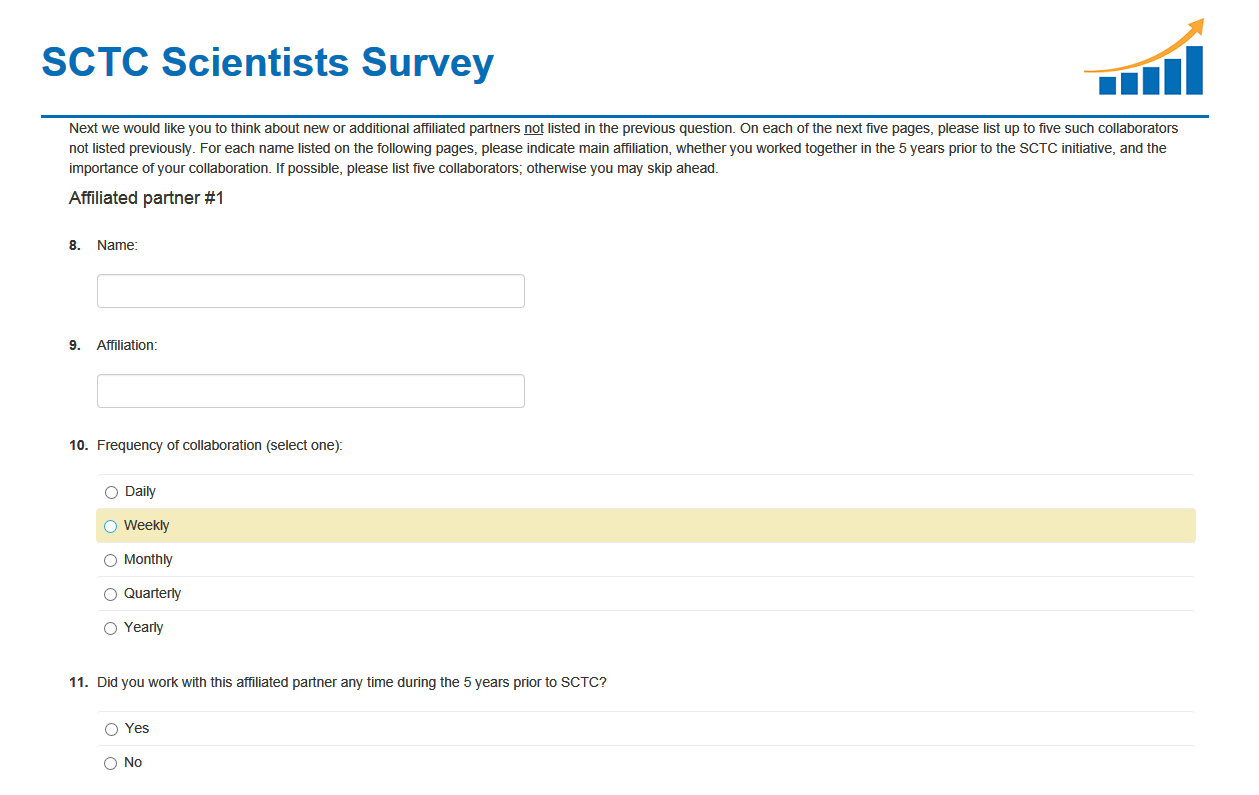 SCTC Scientists Survey
Next we would like you to think about new or additional affiliated partners not listed in the previous question. On each of the next five pages, please list up to five such collaborators
not listed previously. For each name listed on the following pages, please indicate main affiliation, whether you worked together in the 5 years prior to the SCTC initiative, and the
importance of your collaboration. If possible, please list five collaborators; otherwise you may skip ahead.
Affiliated partner #1
8. Name:
9. Affiliation:
10. Frequency of collaboration (select one):
Daily
Weekly
Monthly
Quarterly
Yearly
11. Did you work with this affiliated partner any time during the 5 years prior to SCTC?
Yes
No